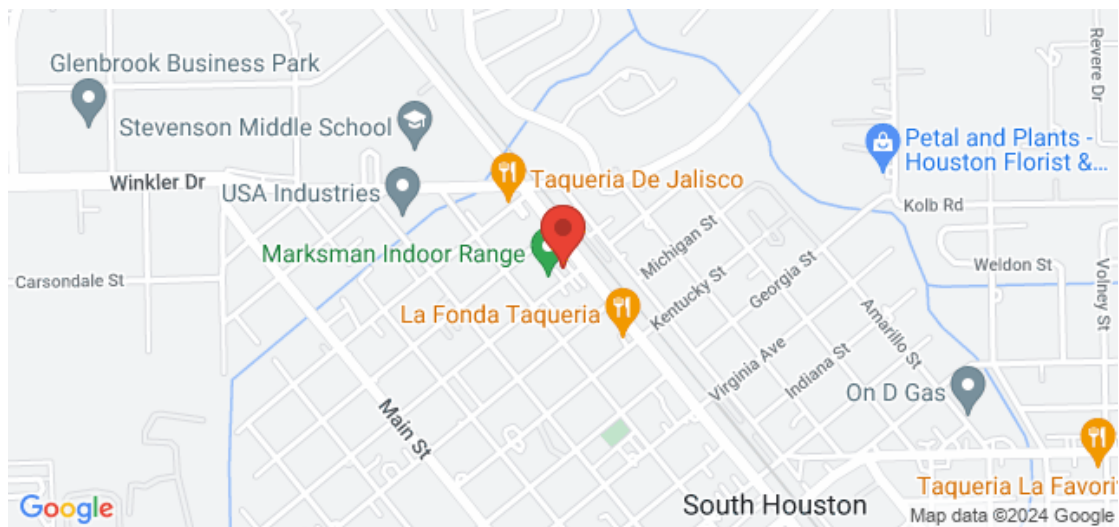 Glenbrook Business Park
Stevenson Middle School
Winkler Dr
USA Industries
Taqueria De Jalisco
Petal and Plants -
Houston Florist &...
Revere Dr
Kolb Rd
Marksman Indoor Range
Michigan St
Carsondale St
Weldon St
Volney St
La Fonda Taqueria
Kentucky St
Georgia St
Amarillo St
Virginia Ave
Indiana St
On D Gas
Main St
Taqueria La Favori
South Houston
Google
Map data ©2024 Google